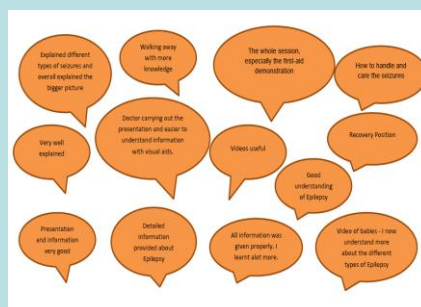 Explained different
types of seizures and
overall explained the
bigger picture
Walking away
with more
knowledge
The whole session,
especially the first-aid
demonstration
How to handle and
care the seizures
Very well
explained
Doctor carrying out the
presentation and easier to
understand information
with visual aids.
Videos useful
Recovery Position
Good
understanding
of Epilepsy
Presentation
and information
very good
Detailed
information
provided about
Epilepsy
All information was
given properly. I
learnt alot more.
Video of babies - I now
understand more
about the different
types of Epilepsy